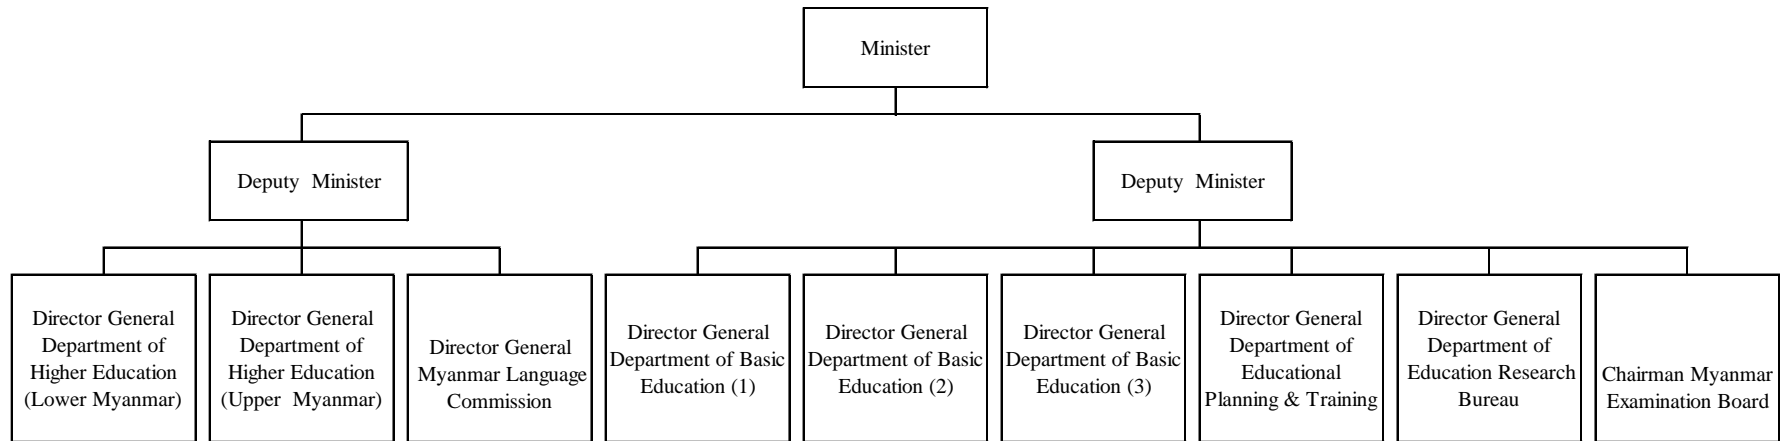 Minister
Deputy Minister
Deputy Minister
Director General
Department of
Higher Education
(Lower Myanmar)
Director General
Department of
Higher Education
(Upper Myanmar)
Director General
Myanmar Language
Commission
Director General
Department of Basic
Education (1)
Director General
Department of Basic
Education (2)
Director General
Department of Basic
Education (3)
Director General
Department of
Educational
Planning & Training
Director General
Department of
Education Research
Bureau
Chairman Myanmar
Examination Board